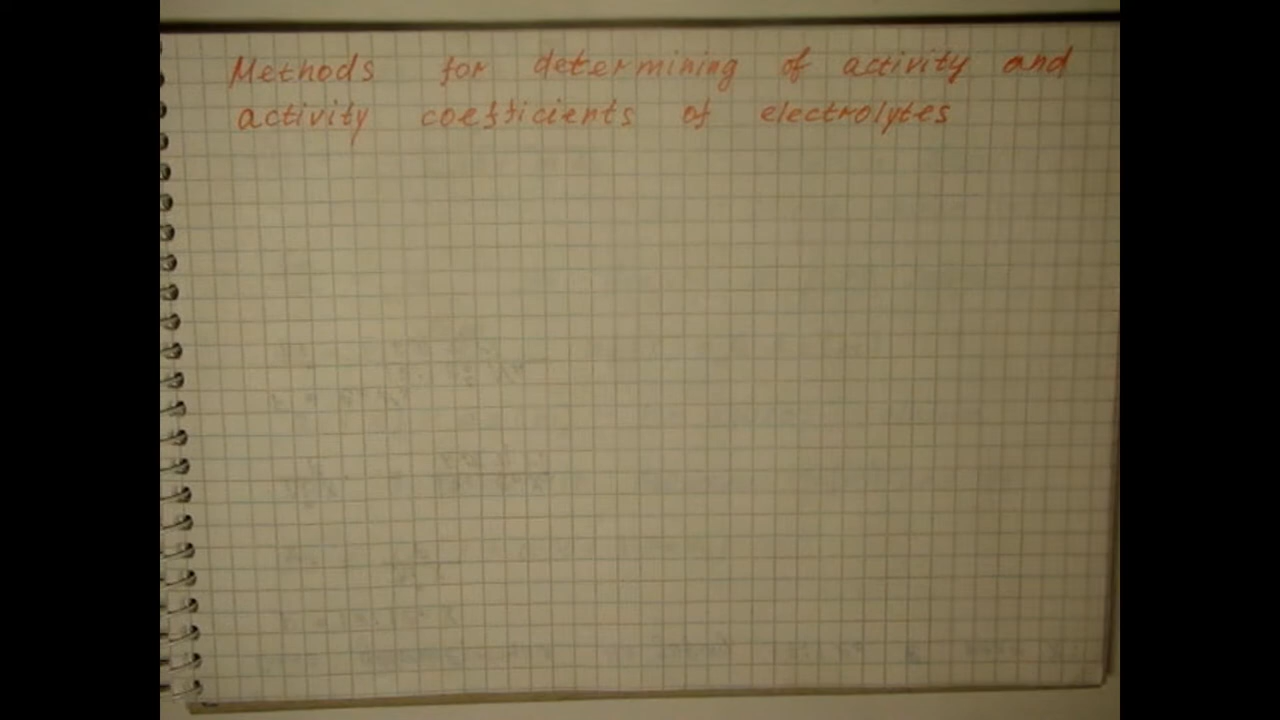 Methods for determining of activity and
activity coefficients of electrolytes